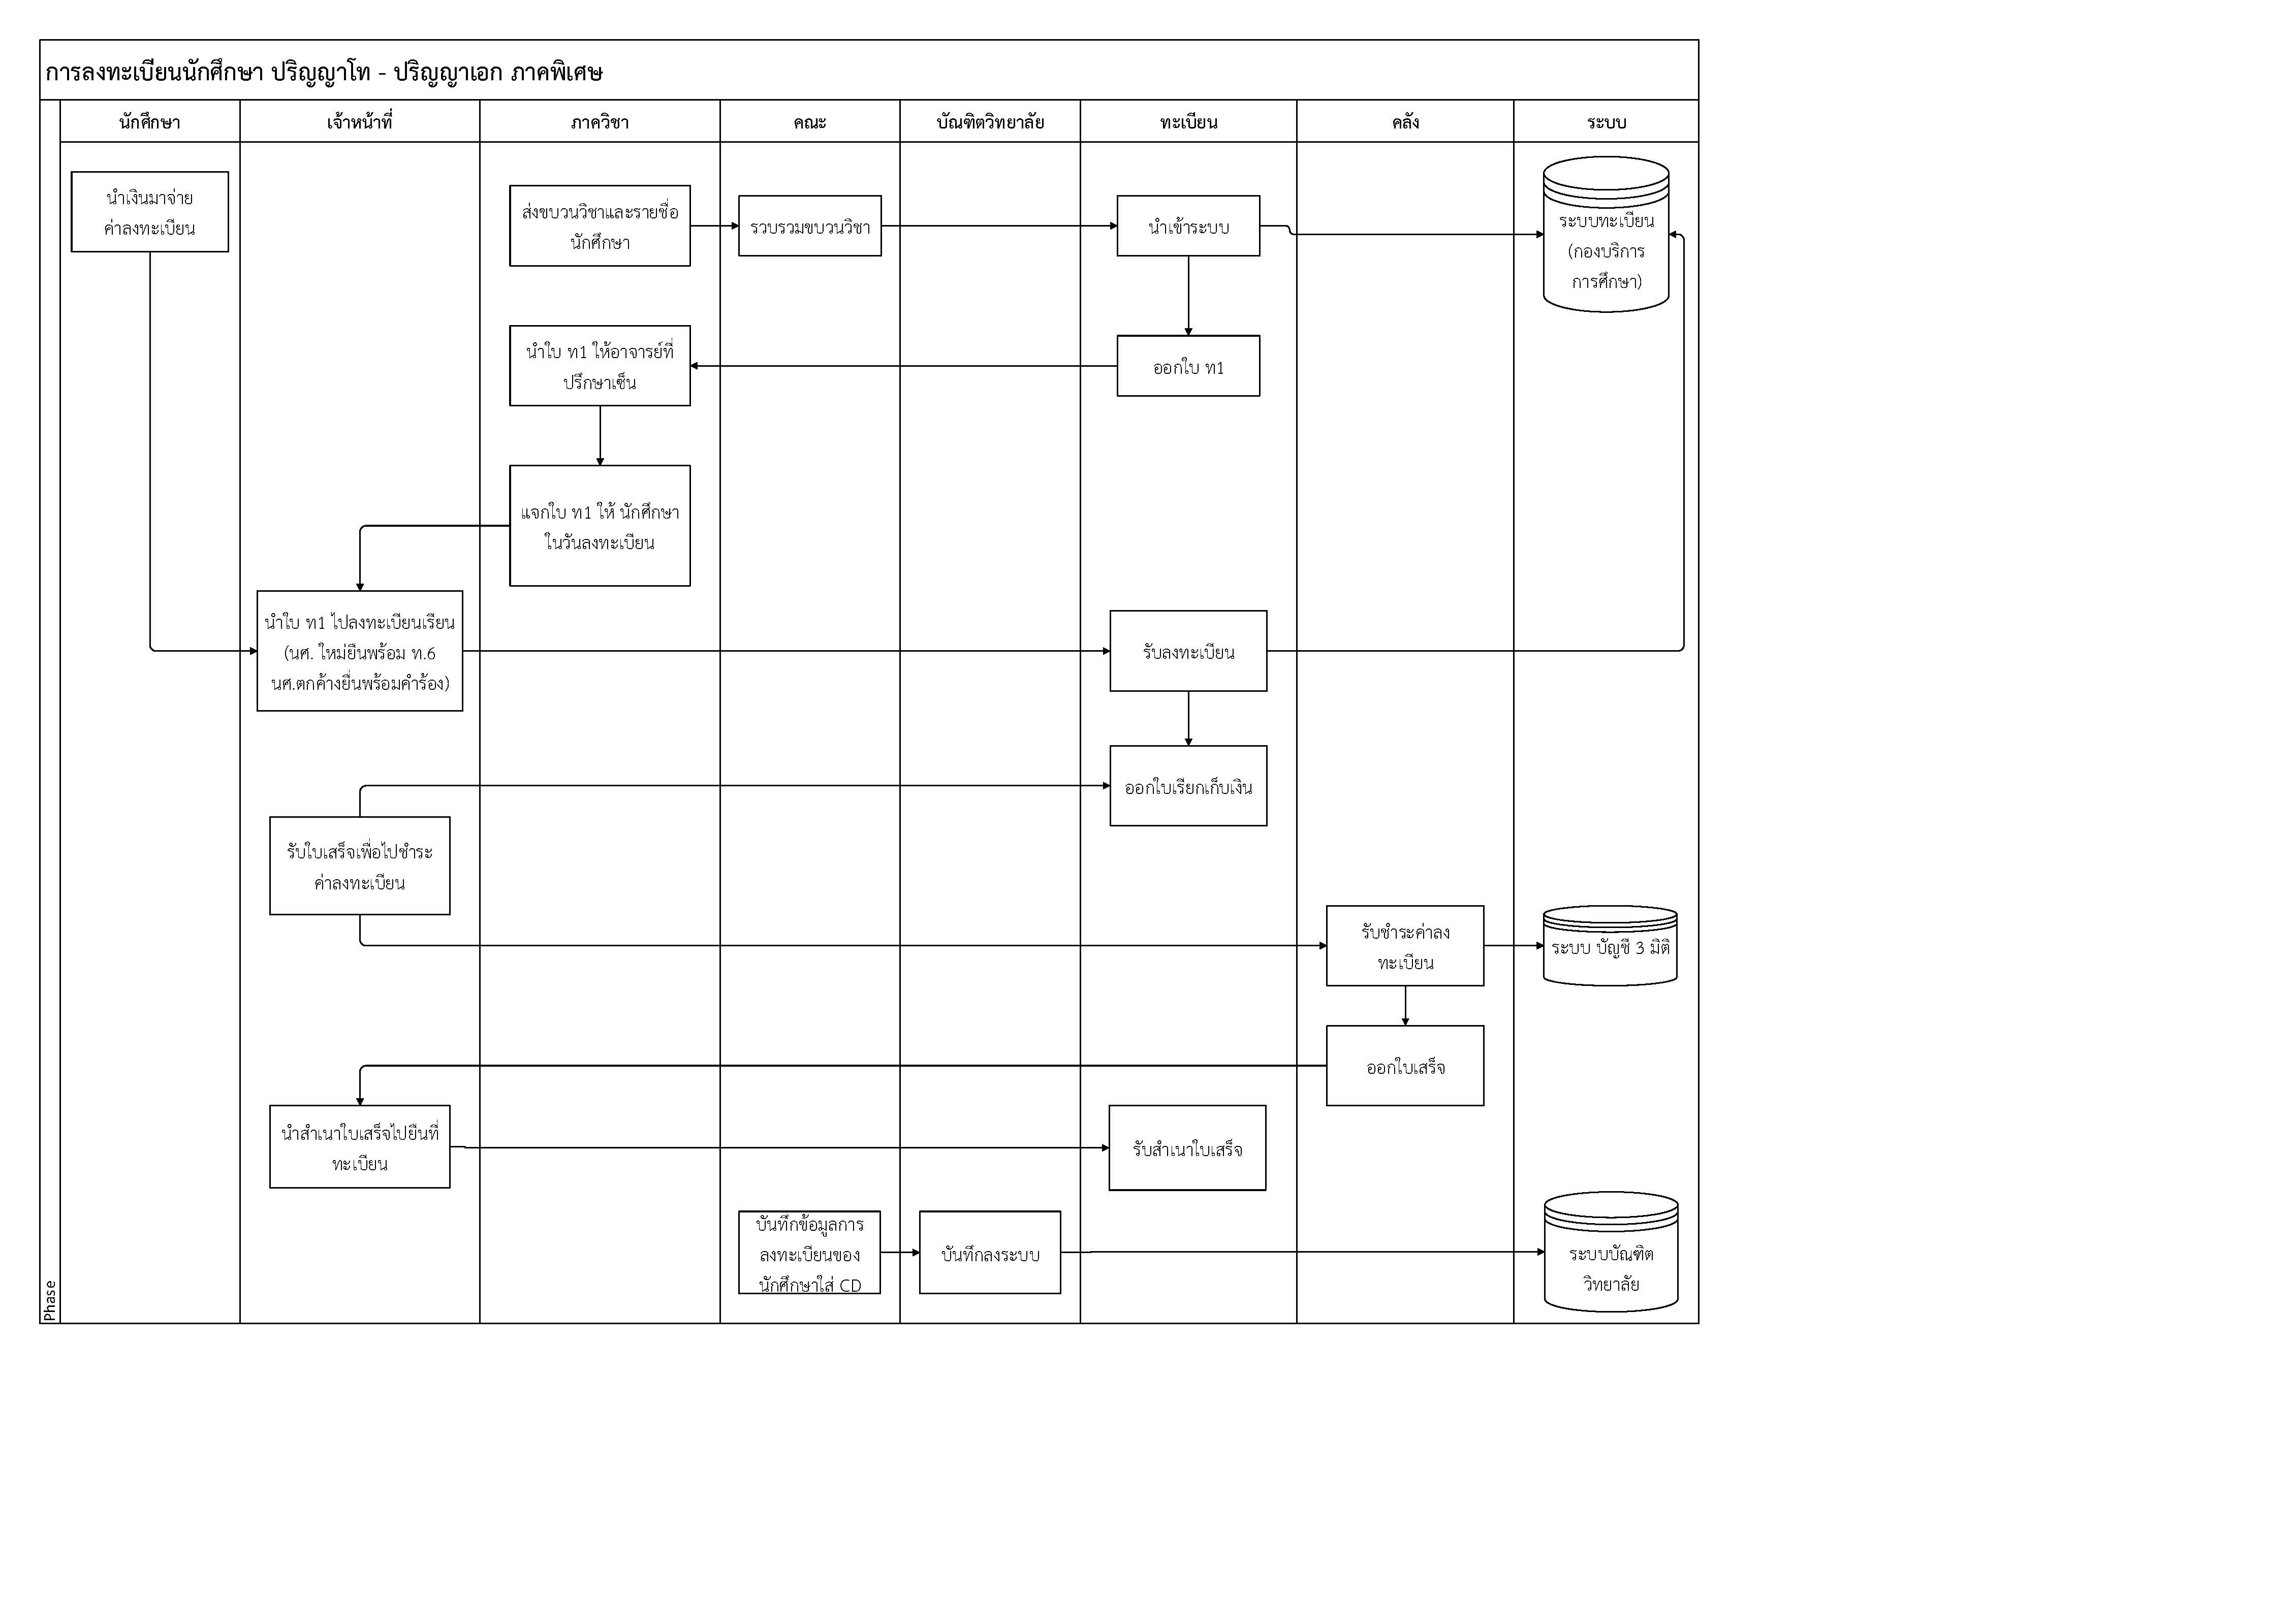 การลงทะเบียนนักศึกษา ปริญญาโท - ปริญญาเอก ภาคพิเศษ
นักศึกษา
เจ้าหน้าที่
ภาควิชา
คณะ
บัณฑิตวิทยาลัย
ทะเบียน
คลัง
ระบบ
นำเงินมาจ่าย
ค่าลงทะเบียน
ส่งขบวนวิชาและรายชื่อ
นักศึกษา
รวบรวมขบวนวิชา
นำเข้าระบบ
ระบบทะเบียน
(กองบริการ
การศึกษา)
นำใบ ท1 ให้อาจารย์ที่
ปรึกษาเซ็น
ออกใบ ท1
แจกใบ ท1 ให้ นักศึกษา
ในวันลงทะเบียน
นำใบ ท1 ไปลงทะเบียนเรียน
(นศ. ใหม่ยืนพร้อม ท.6
นศ.ตกค้างยื่นพร้อมคำร้อง)
รับลงทะเบียน
ออกใบเรียกเก็บเงิน
รับใบเสร็จเพื่อไปชำระ
ค่าลงทะเบียน
รับชำระค่าลง
ทะเบียน
ระบบ บัญชี 3 มิติ
ออกใบเสร็จ
นำสำเนาใบเสร็จไปยืนที่
ทะเบียน
รับสำเนาใบเสร็จ
บันทึกข้อมูลการ
ลงทะเบียนของ
นักศึกษาใส่ CD
บันทึกลงระบบ
ระบบบัณฑิต
วิทยาลัย
Phase